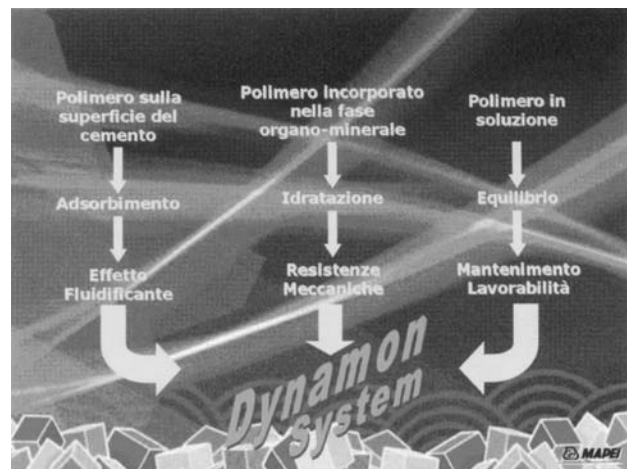 Polimero sulla
superficie del
cemento
Adsorbimento
Effetto
Fluidificante
Polimero incorporato
nella fase
organo-minerale
Idratazione
Resistenze
Meccaniche
Polimero in
soluzione
Equilibrio
Mantenimento
Lavorabilità
Dynamon
System
MAPEI